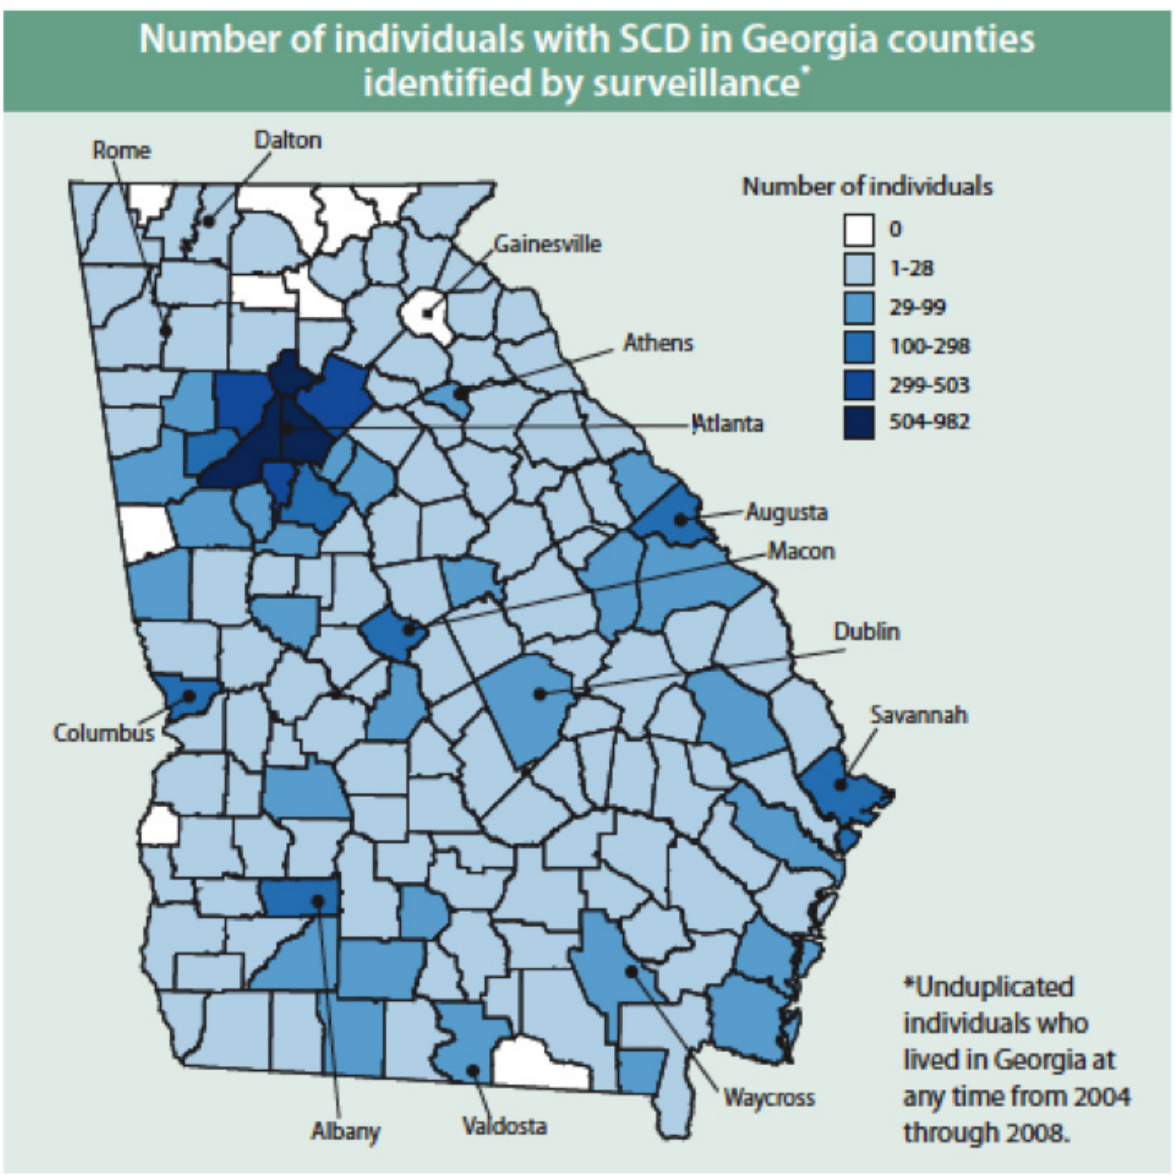 Number of individuals with SCD in Georgia counties
identified by surveillance*
Rome
Dalton
Number of individuals
0
1-28
29-99
100-298
299-503
504-982
Gainesville
Athens
Atlanta
Augusta
Macon
Dublin
Savannah
Columbus
*Unduplicated
individuals who
lived in Georgia at
any time from 2004
through 2008.
Waycross
Valdosta
Albany